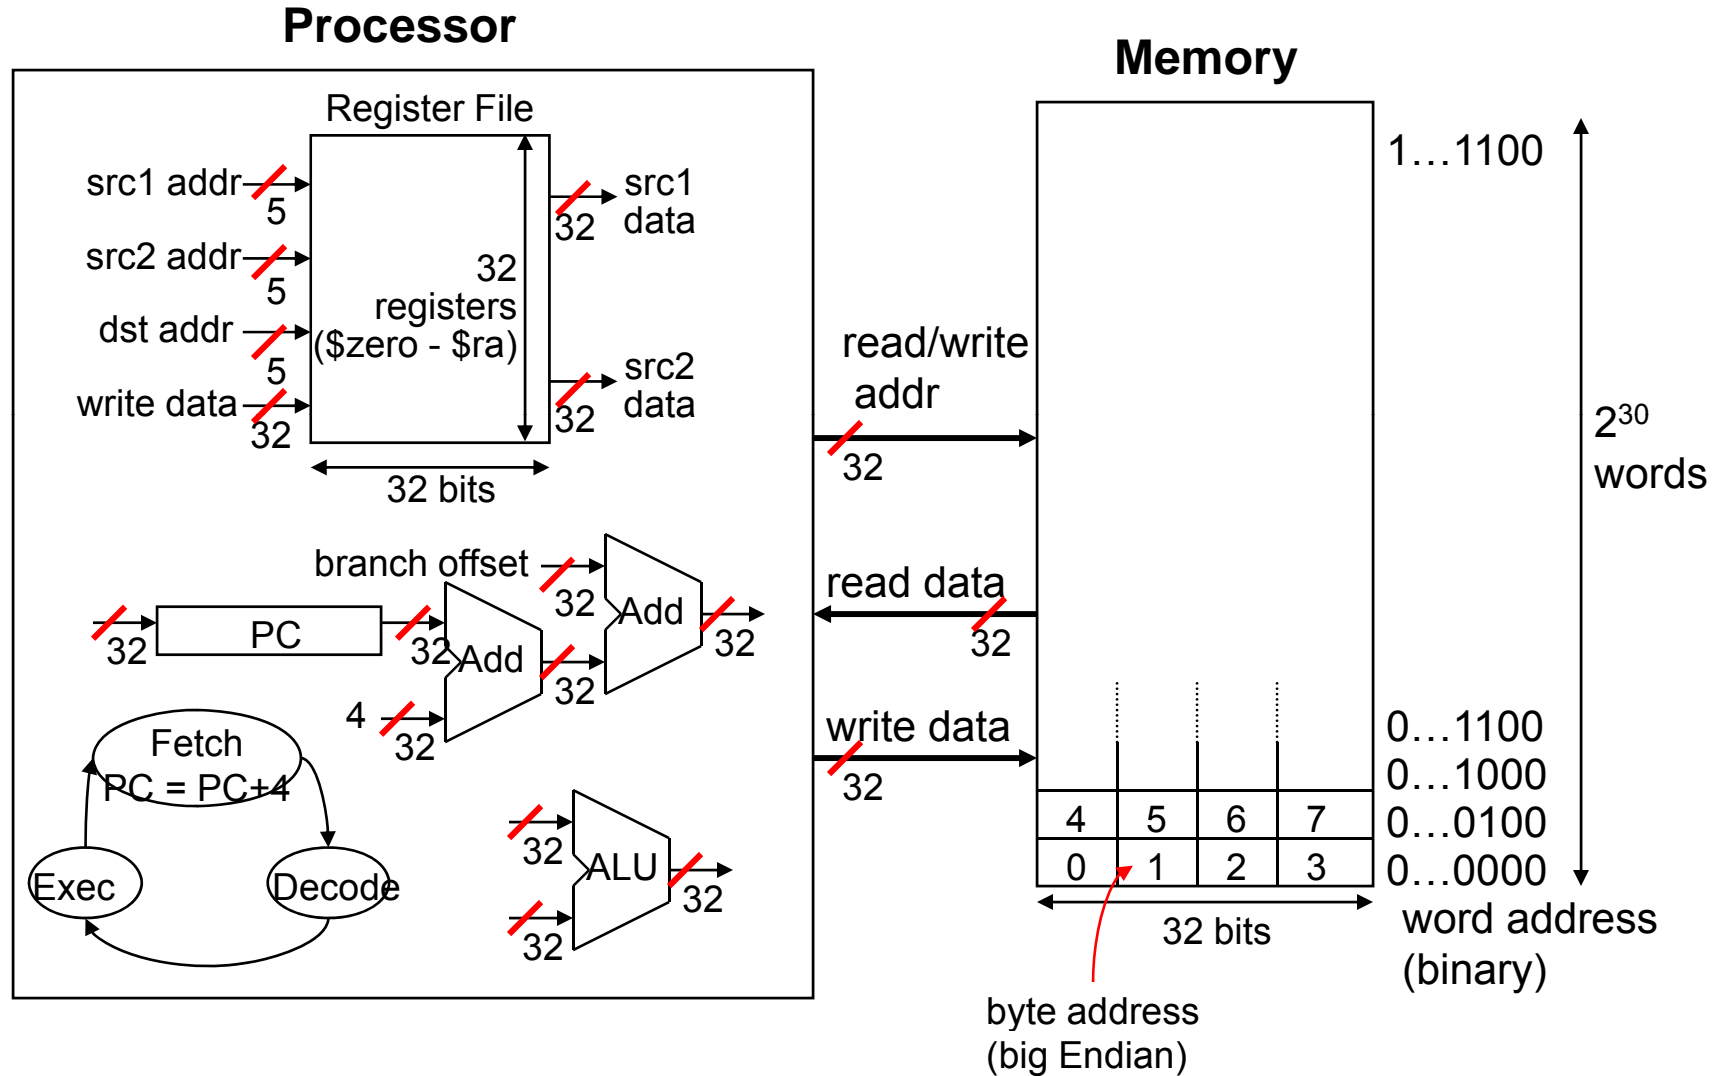 Processor
Memory
Register File
src1 addr
5
src2 addr
5
dst addr
5
write data
32
32
registers
($zero - $ra)
src1
data
32
src2
data
32
32 bits
branch offset
32
Add
32
32
PC
32
Add
32
4
32
Fetch
PC = PC+4
Exec
Decode
32
ALU
32
32
read/write
addr
32
read data
32
write data
32
1…1100
2³⁰
words
0…1100
0…1000
4 5 6 7 0…0100
0 1 2 3 0…0000
32 bits
word address
(binary)
byte address
(big Endian)